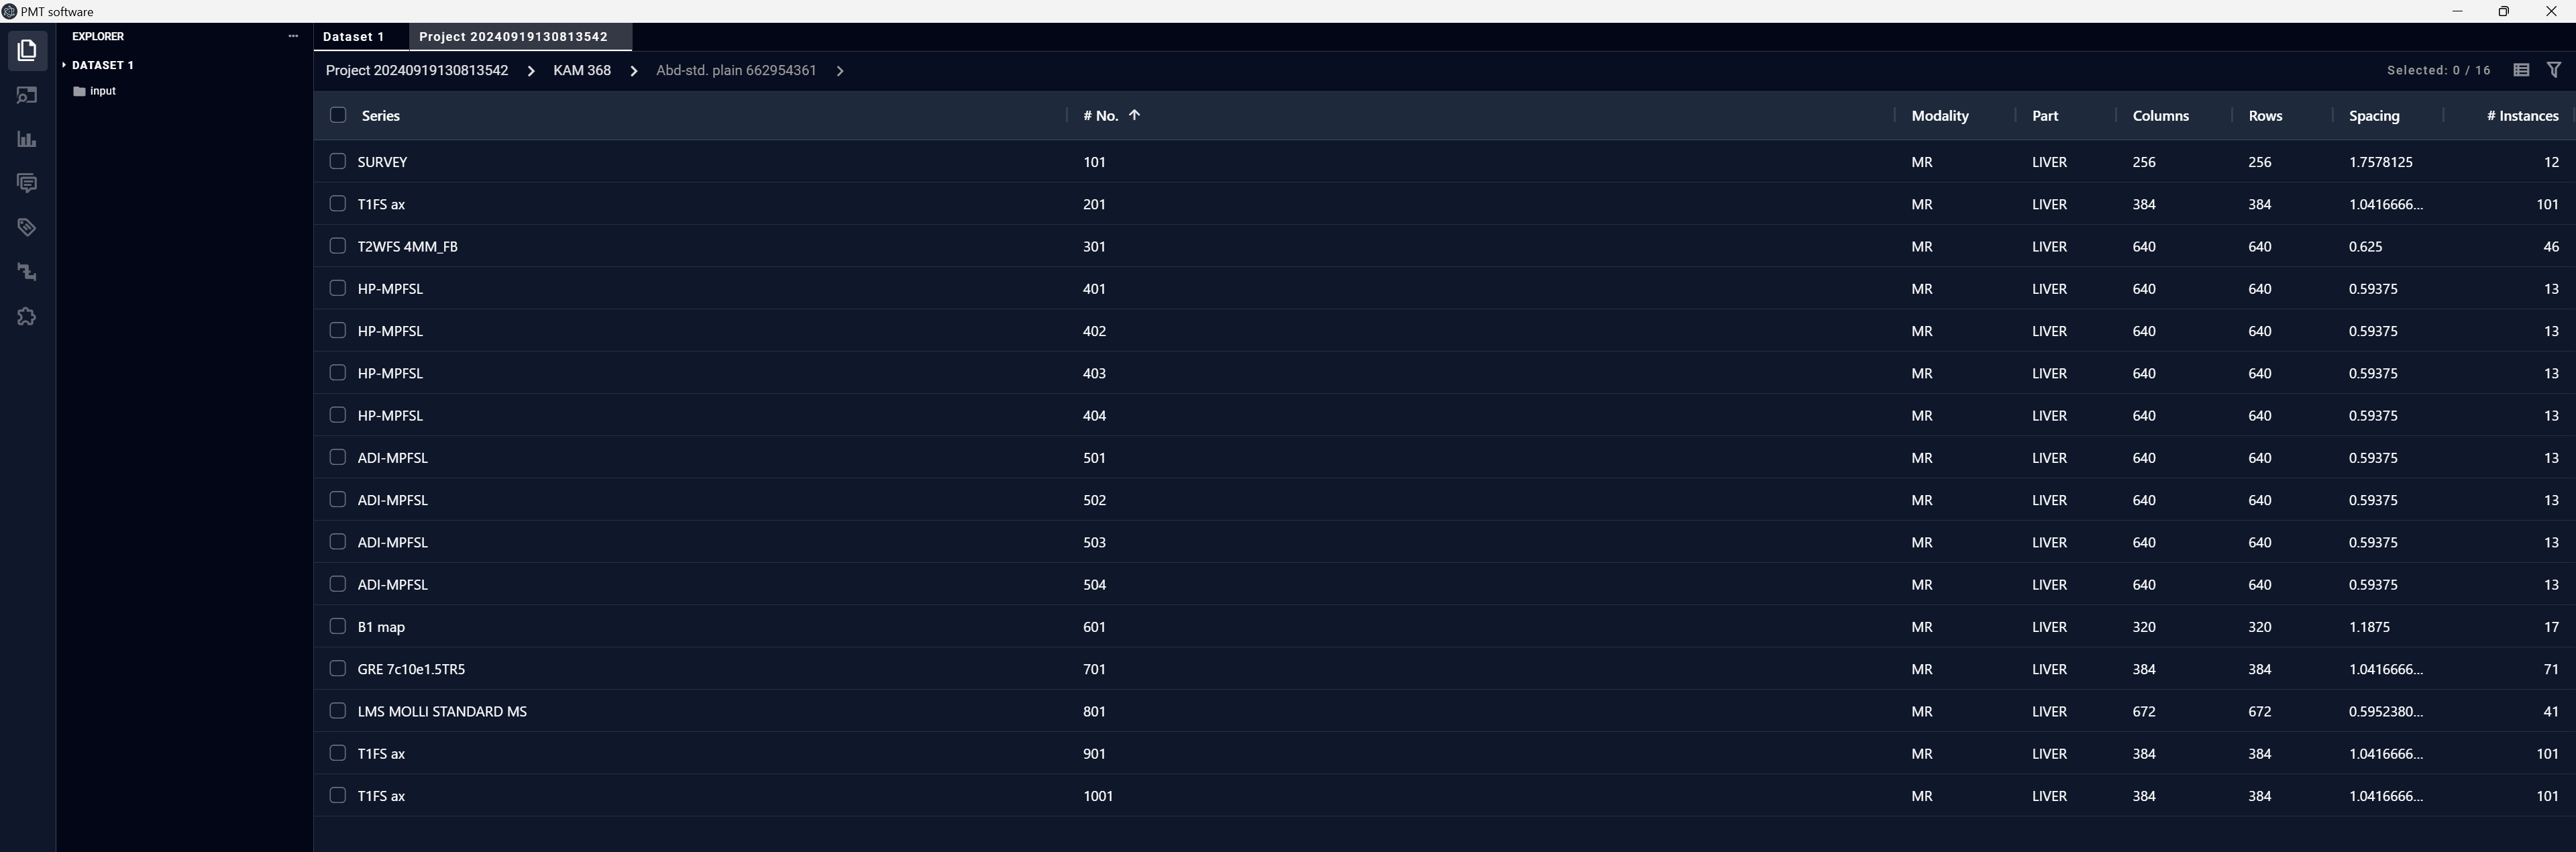 PMT software
EXPLORER ...
DATASET 1
input
Dataset 1 Project 20240919130813542
Project 20240919130813542 > KAM 368 > Abd-std. plain 662954361 >
Selected: 0 / 16
Series # No. ↑ Modality Part Columns Rows Spacing # Instances
SURVEY 101 MR LIVER 256 256 1.7578125 12
T1FS ax 201 MR LIVER 384 384 1.0416666... 101
T2WFS 4MM_FB 301 MR LIVER 640 640 0.625 46
HP-MPFSL 401 MR LIVER 640 640 0.59375 13
HP-MPFSL 402 MR LIVER 640 640 0.59375 13
HP-MPFSL 403 MR LIVER 640 640 0.59375 13
HP-MPFSL 404 MR LIVER 640 640 0.59375 13
ADI-MPFSL 501 MR LIVER 640 640 0.59375 13
ADI-MPFSL 502 MR LIVER 640 640 0.59375 13
ADI-MPFSL 503 MR LIVER 640 640 0.59375 13
ADI-MPFSL 504 MR LIVER 640 640 0.59375 13
B1 map 601 MR LIVER 320 320 1.1875 17
GRE 7c10e1.5TR5 701 MR LIVER 384 384 1.0416666... 71
LMS MOLLI STANDARD MS 801 MR LIVER 672 672 0.5952380... 41
T1FS ax 901 MR LIVER 384 384 1.0416666... 101
T1FS ax 1001 MR LIVER 384 384 1.0416666... 101